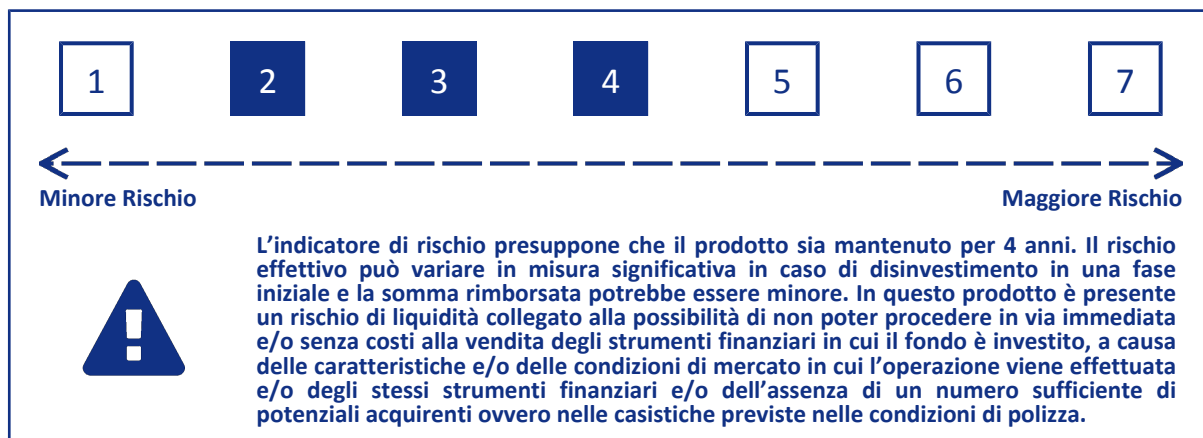 1 2 3 4 5 6 7
Minore Rischio Maggiore Rischio
L’indicatore di rischio presuppone che il prodotto sia mantenuto per 4 anni. Il rischio
effettivo può variare in misura significativa in caso di disinvestimento in una fase
iniziale e la somma rimborsata potrebbe essere minore. In questo prodotto è presente
un rischio di liquidità collegato alla possibilità di non poter procedere in via immediata
e/o senza costi alla vendita degli strumenti finanziari in cui il fondo è investito, a causa
delle caratteristiche e/o delle condizioni di mercato in cui l’operazione viene effettuata
e/o degli stessi strumenti finanziari e/o dell’assenza di un numero sufficiente di
potenziali acquirenti ovvero nelle casistiche previste nelle condizioni di polizza.